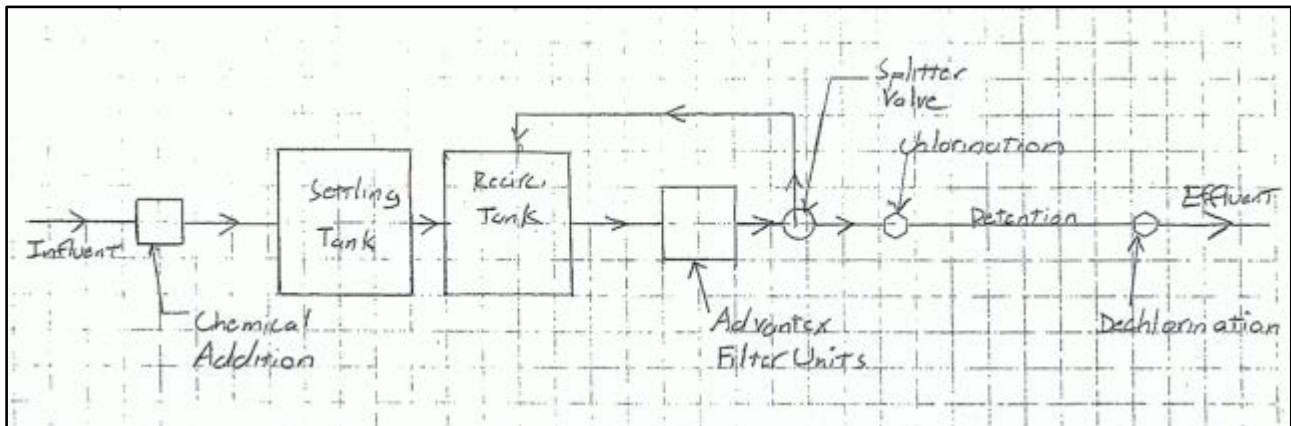 Splitter
Valve
Chlorination
Settling
Tank
Recirc.
Tank
Detention
Effluent
Influent
Chemical
Addition
Advantex
Filter Units
Dechlorination